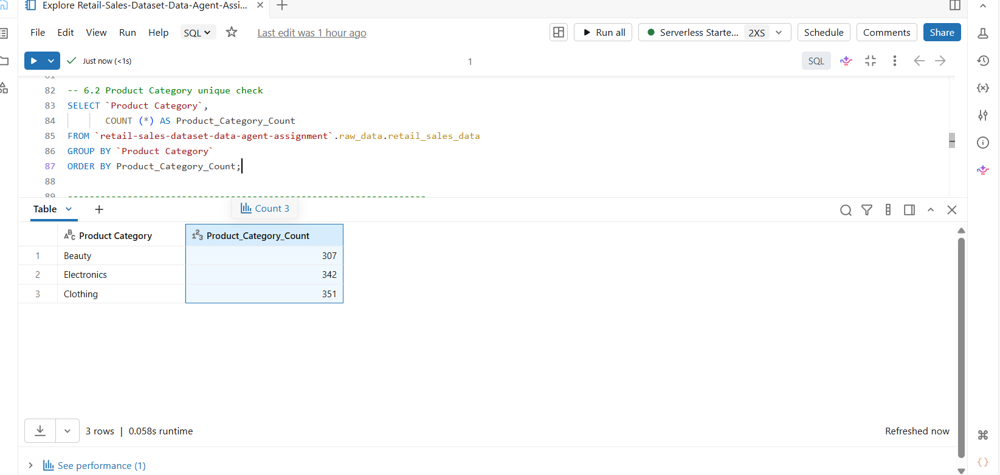 Explore Retail-Sales-Dataset-Data-Agent-Assi...
File Edit View Run Help SQL Last edit was 1 hour ago Run all Serverless Starte... 2XS Schedule Comments Share
Just now (<1s) 1 SQL
81
82 -- 6.2 Product Category unique check
83 SELECT `Product Category`,
84 COUNT (*) AS Product_Category_Count
85 FROM `retail-sales-dataset-data-agent-assignment`.raw_data.retail_sales_data
86 GROUP BY `Product Category`
87 ORDER BY Product_Category_Count;
88
89 ------------------------------------------------------------------
Table Count 3
Product Category Product_Category_Count
1 Beauty 307
2 Electronics 342
3 Clothing 351
3 rows | 0.058s runtime Refreshed now
See performance (1)